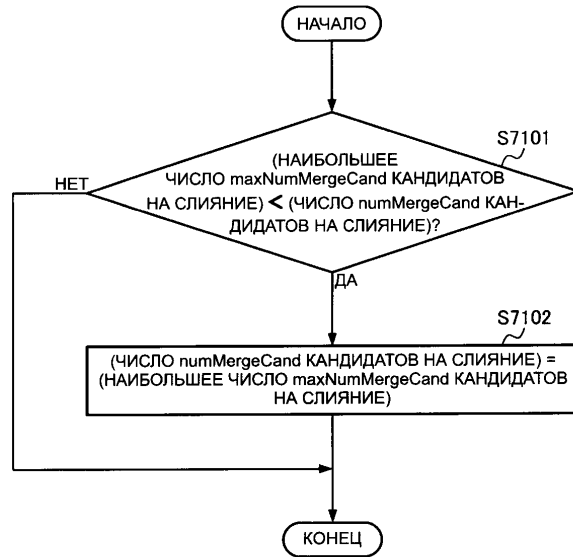 НАЧАЛО
S7101
(НАИБОЛЬШЕЕ
ЧИСЛО maxNumMergeCand КАНДИДАТОВ
НА СЛИЯНИЕ) < (ЧИСЛО numMergeCand КАН-
ДИДАТОВ НА СЛИЯНИЕ)?
НЕТ
ДА
S7102
(ЧИСЛО numMergeCand КАНДИДАТОВ НА СЛИЯНИЕ) =
(НАИБОЛЬШЕЕ ЧИСЛО maxNumMergeCand КАНДИДАТОВ
НА СЛИЯНИЕ)
КОНЕЦ